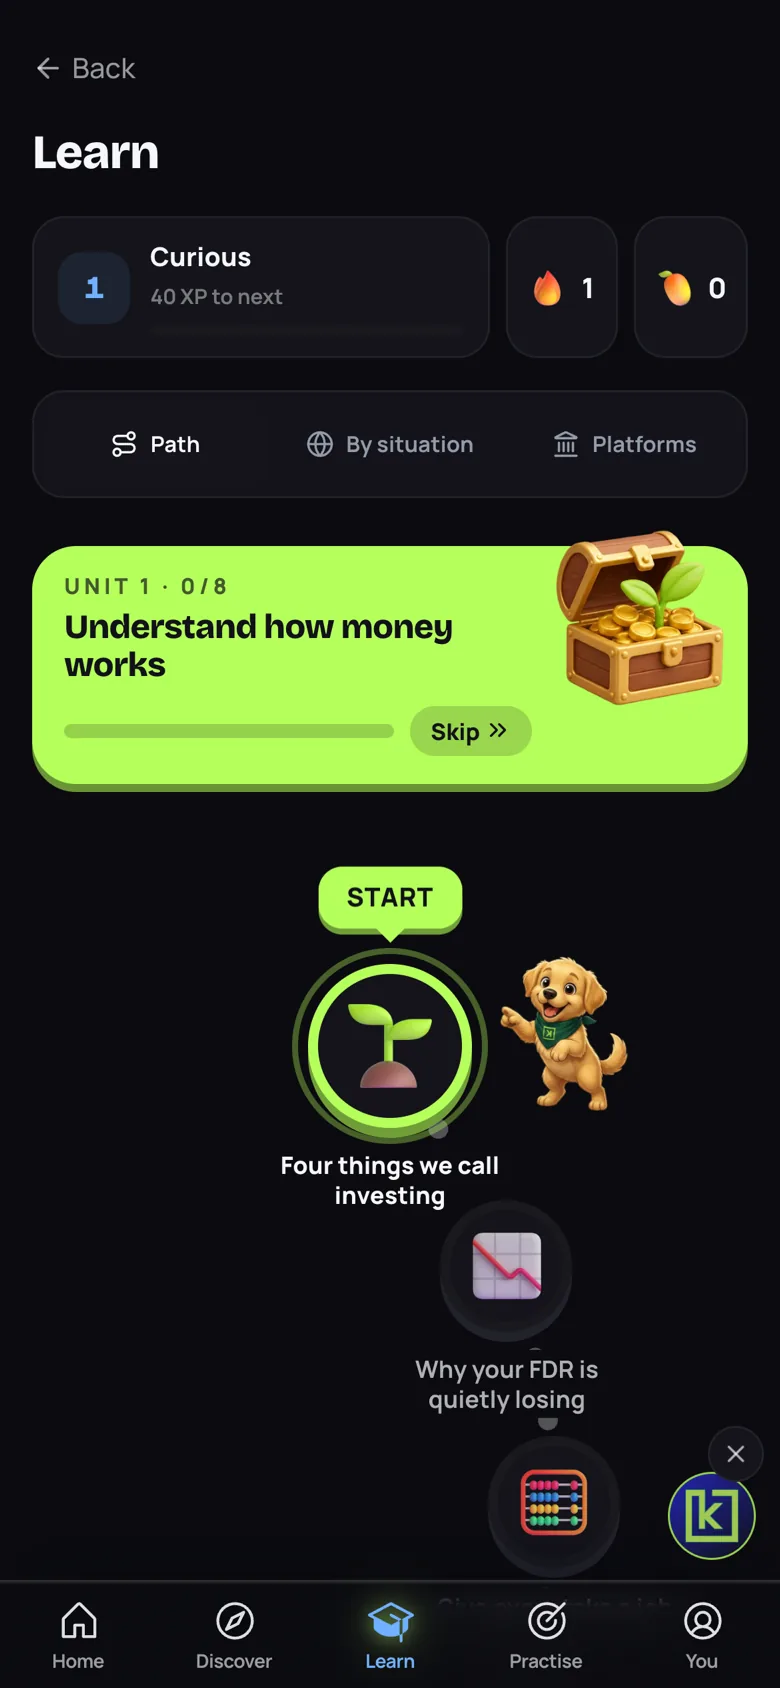 Back
Learn
1
Curious
40 XP to next
1
0
Path
By situation
Platforms
UNIT 1 · 0/8
Understand how money
works
Skip
START
Four things we call
investing
Why your FDR is
quietly losing
Home
Discover
Learn
Practise
You